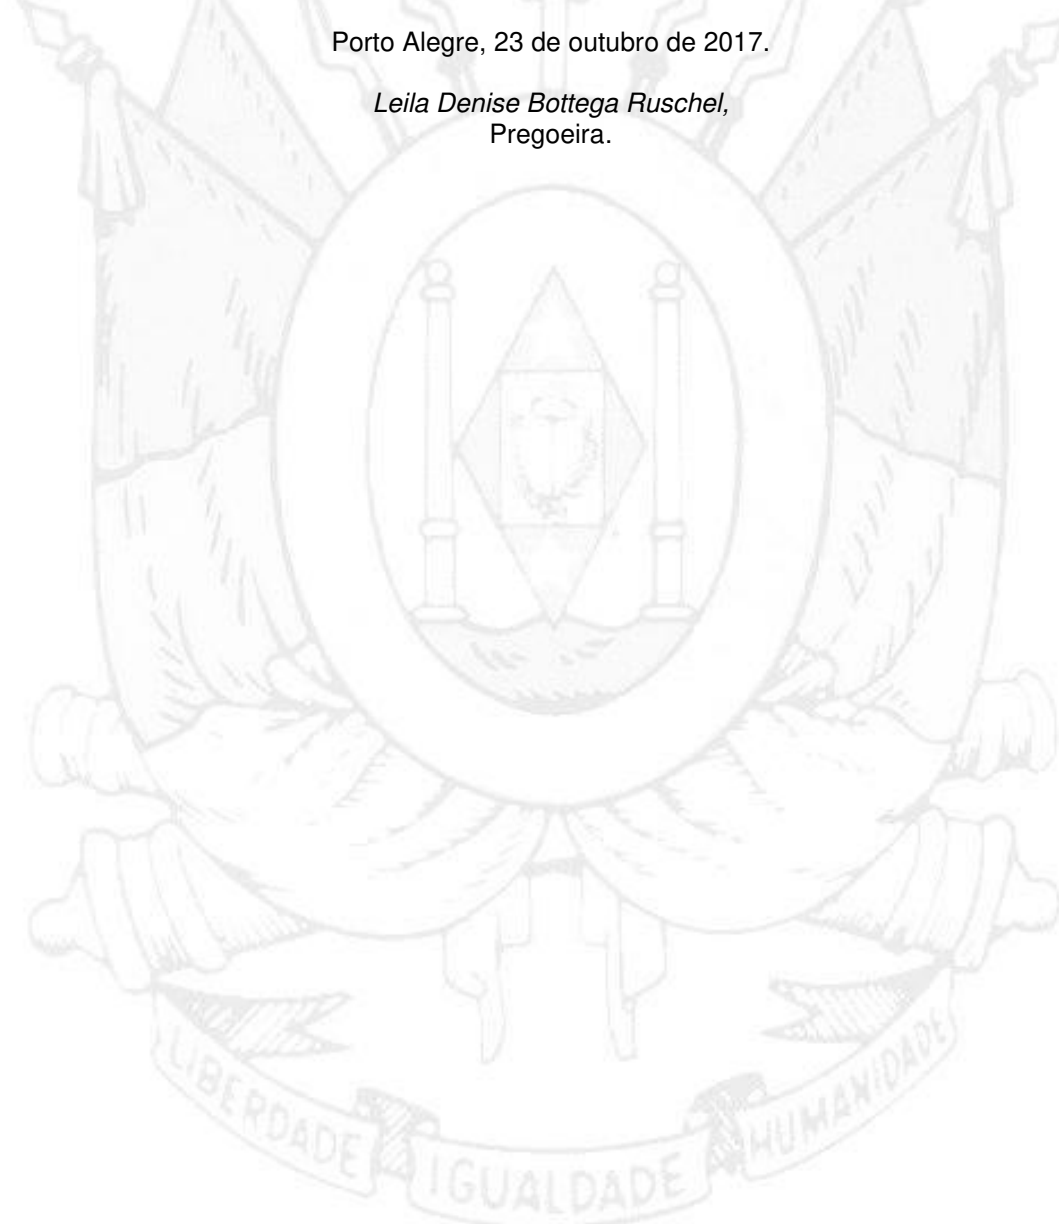 Porto Alegre, 23 de outubro de 2017.
Leila Denise Bottega Ruschel,
Pregoeira.
LIBERDADE
IGUALDADE
HUMANIDADE